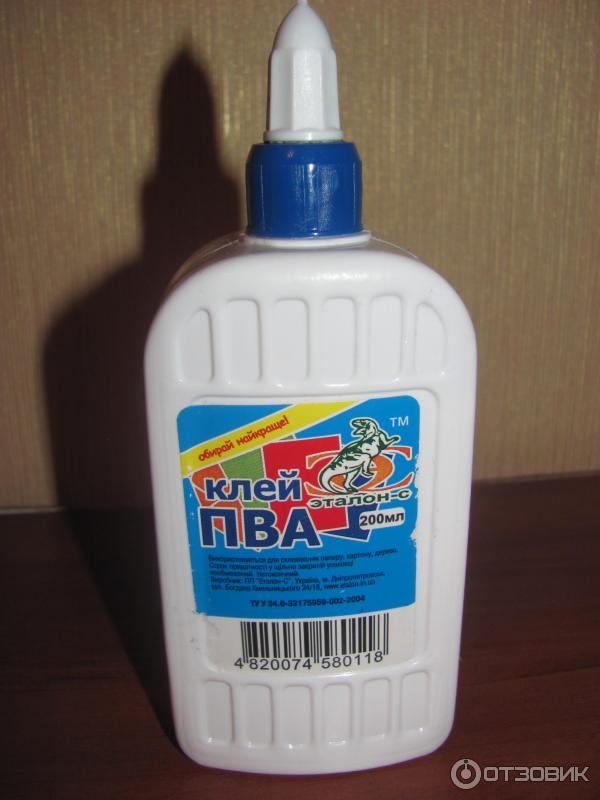 обирай найкраще!
TM
клей
эталон-с
ПВА
200мл
Використовується для склеювання паперу, картону, дерева.
Строк придатності у щільно закритій упаковці
необмежений. Нетоксичний.
Виробник: ПП "Еталон-С", Україна, м. Дніпропетровськ,
вул. Богдана Хмельницького 24/18, www.etalon.in.ua
ТУ У 24.6-32175959-002-2004
4 820074 580118
ОТЗОВИК